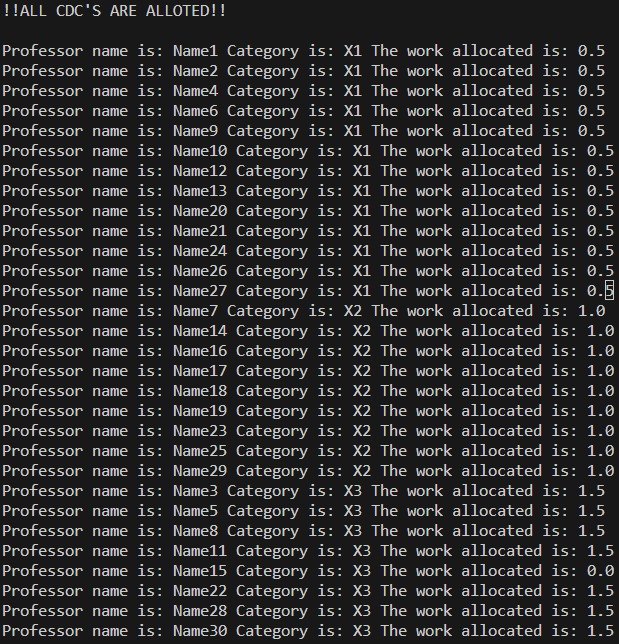 !!ALL CDC'S ARE ALLOTED!!
Professor name is: Name1 Category is: X1 The work allocated is: 0.5
Professor name is: Name2 Category is: X1 The work allocated is: 0.5
Professor name is: Name4 Category is: X1 The work allocated is: 0.5
Professor name is: Name6 Category is: X1 The work allocated is: 0.5
Professor name is: Name9 Category is: X1 The work allocated is: 0.5
Professor name is: Name10 Category is: X1 The work allocated is: 0.5
Professor name is: Name12 Category is: X1 The work allocated is: 0.5
Professor name is: Name13 Category is: X1 The work allocated is: 0.5
Professor name is: Name20 Category is: X1 The work allocated is: 0.5
Professor name is: Name21 Category is: X1 The work allocated is: 0.5
Professor name is: Name24 Category is: X1 The work allocated is: 0.5
Professor name is: Name26 Category is: X1 The work allocated is: 0.5
Professor name is: Name27 Category is: X1 The work allocated is: 0.5
Professor name is: Name7 Category is: X2 The work allocated is: 1.0
Professor name is: Name14 Category is: X2 The work allocated is: 1.0
Professor name is: Name16 Category is: X2 The work allocated is: 1.0
Professor name is: Name17 Category is: X2 The work allocated is: 1.0
Professor name is: Name18 Category is: X2 The work allocated is: 1.0
Professor name is: Name19 Category is: X2 The work allocated is: 1.0
Professor name is: Name23 Category is: X2 The work allocated is: 1.0
Professor name is: Name25 Category is: X2 The work allocated is: 1.0
Professor name is: Name29 Category is: X2 The work allocated is: 1.0
Professor name is: Name3 Category is: X3 The work allocated is: 1.5
Professor name is: Name5 Category is: X3 The work allocated is: 1.5
Professor name is: Name8 Category is: X3 The work allocated is: 1.5
Professor name is: Name11 Category is: X3 The work allocated is: 1.5
Professor name is: Name15 Category is: X3 The work allocated is: 0.0
Professor name is: Name22 Category is: X3 The work allocated is: 1.5
Professor name is: Name28 Category is: X3 The work allocated is: 1.5
Professor name is: Name30 Category is: X3 The work allocated is: 1.5